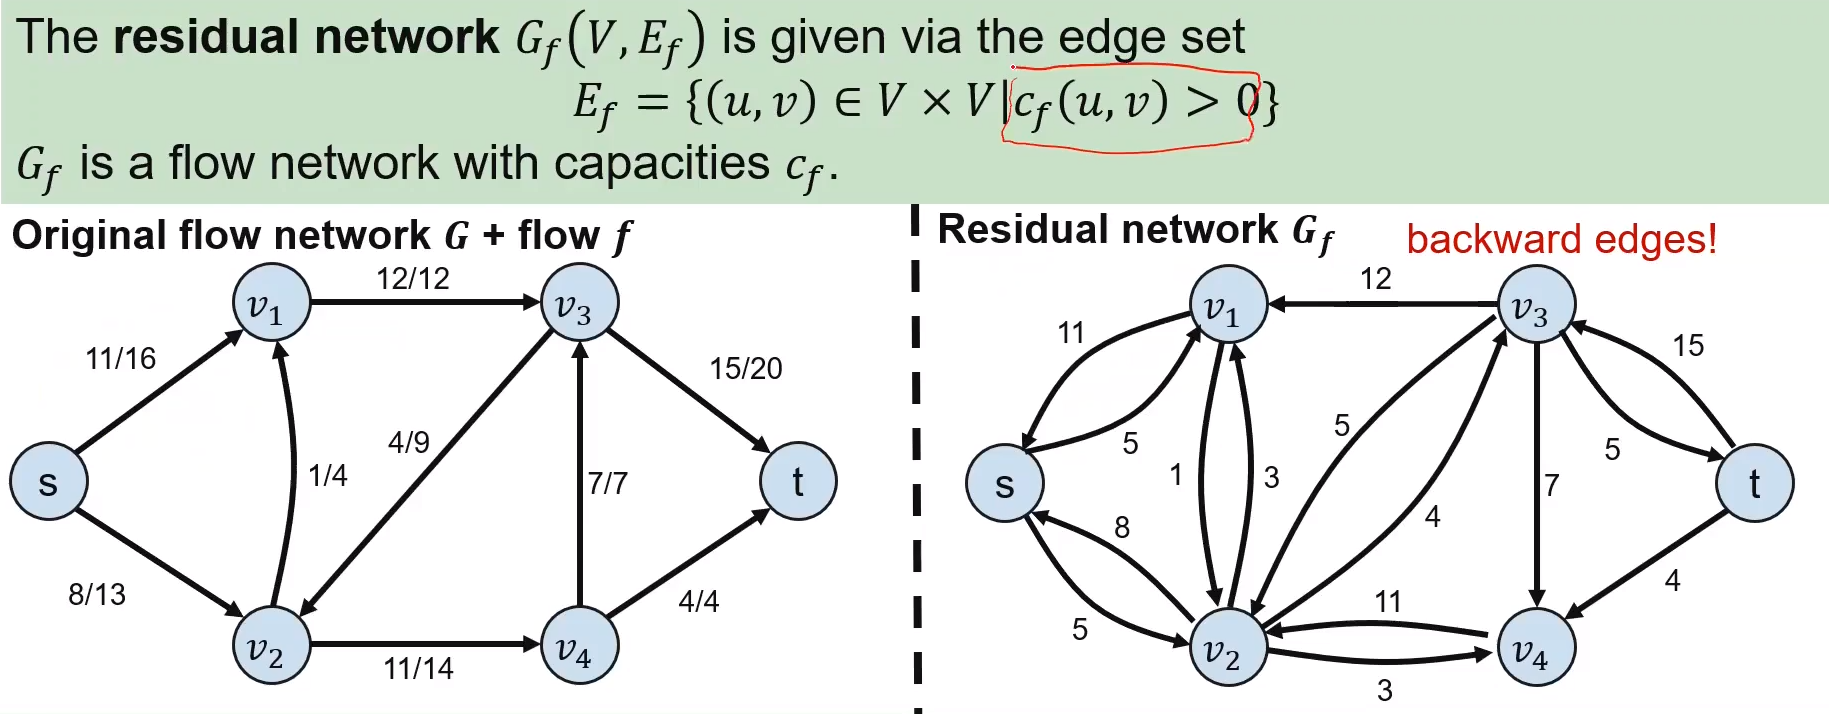 The residual network G_f(V, E_f) is given via the edge set
E_f = {(u, v) ∈ V × V|c_f(u, v) > 0}
G_f is a flow network with capacities c_f.
Original flow network G + flow f
12/12
v_1
v_3
11/16
15/20
4/9
1/4
7/7
s
t
8/13
4/4
v_2
v_4
11/14
Residual network G_f
backward edges!
12
v_1
v_3
11
15
5
5
5
1
3
7
s
t
8
4
4
11
5
v_2
v_4
3